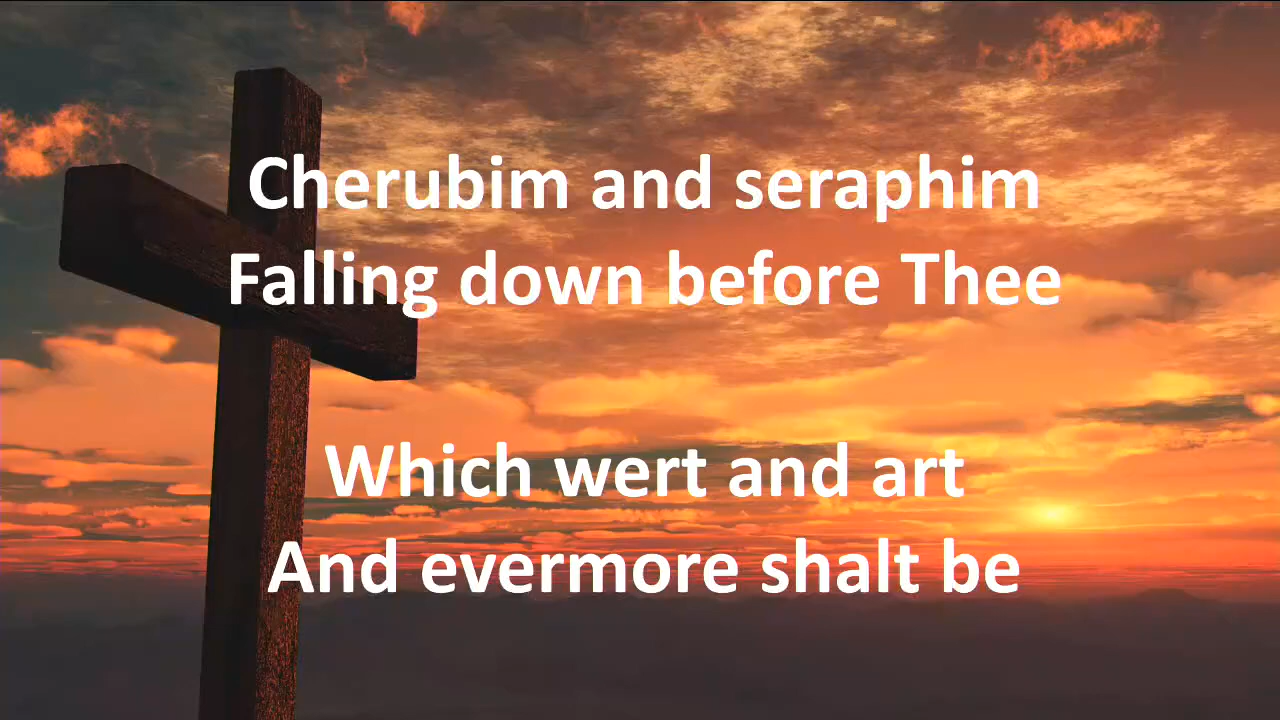 Cherubim and seraphim
Falling down before Thee
Which wert and art
And evermore shalt be